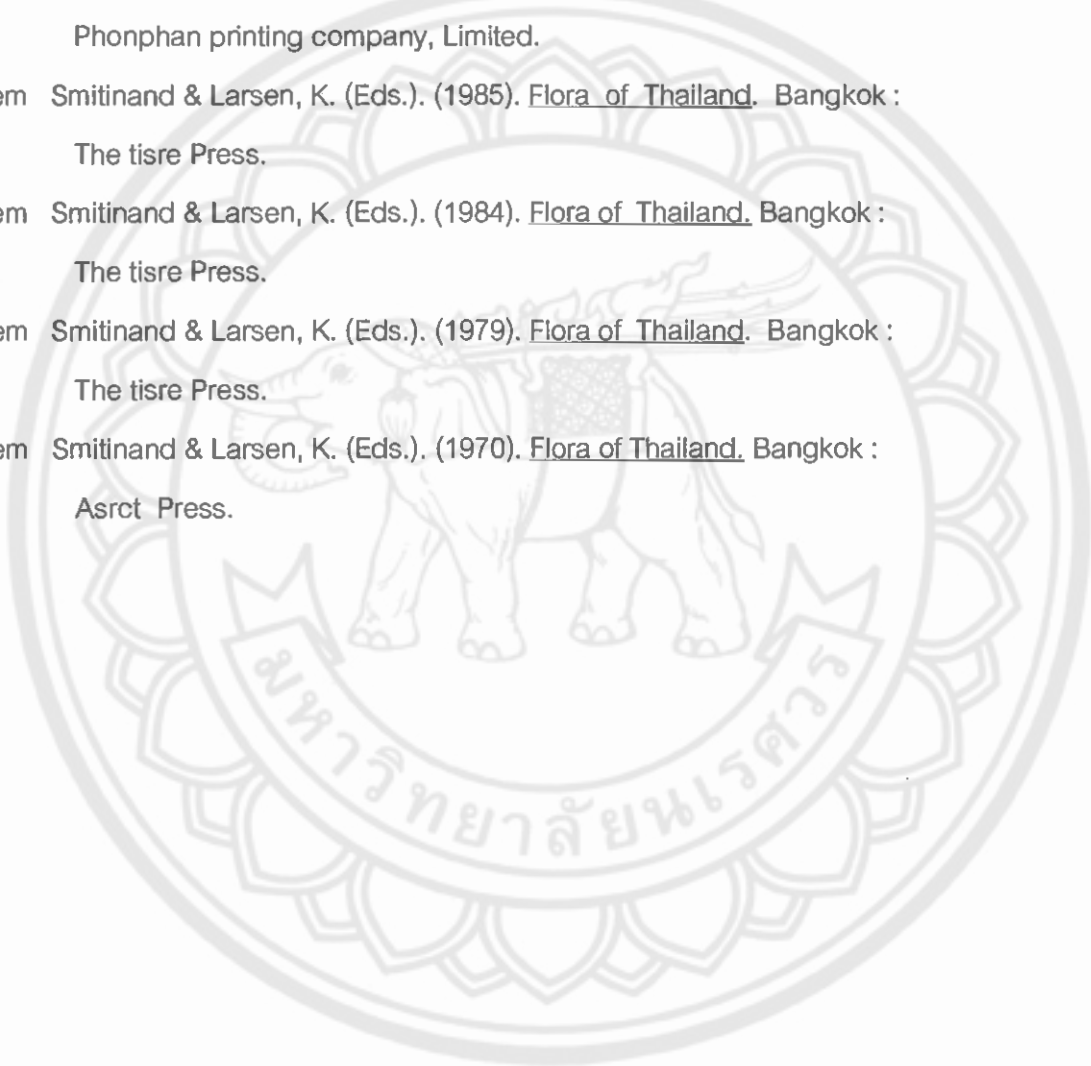 Phonphan printing company, Limited.
em Smitinand & Larsen, K. (Eds.). (1985). Flora of Thailand. Bangkok :
The tisre Press.
em Smitinand & Larsen, K. (Eds.). (1984). Flora of Thailand. Bangkok :
The tisre Press.
em Smitinand & Larsen, K. (Eds.). (1979). Flora of Thailand. Bangkok :
The tisre Press.
em Smitinand & Larsen, K. (Eds.). (1970). Flora of Thailand. Bangkok :
Asrct Press.
มหาวิทยาลัยนเรศวร